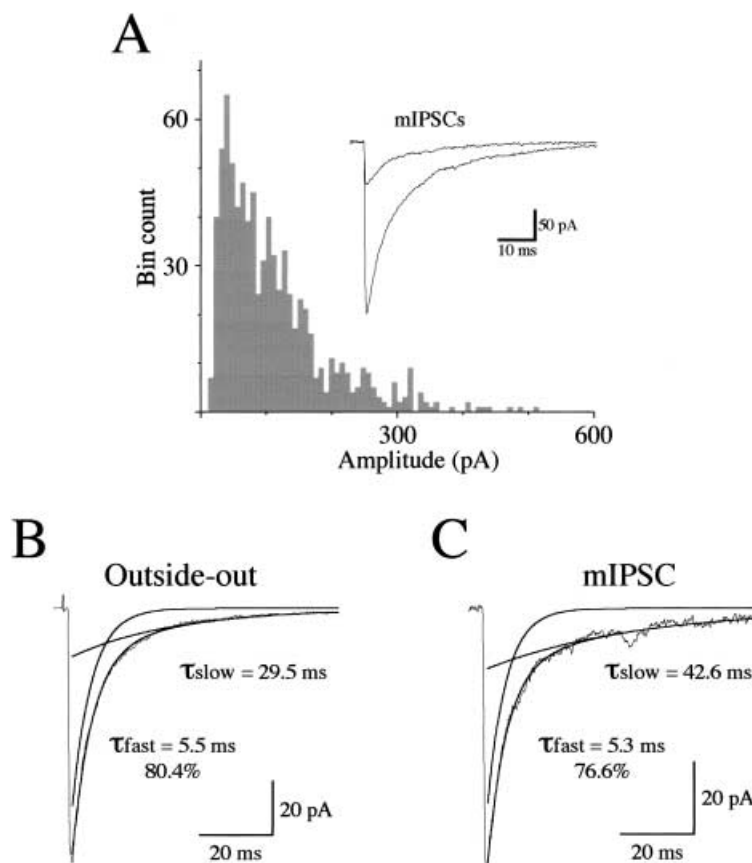 A
60
30
Bin count
mIPSCs
50 pA
10 ms
300
600
Amplitude (pA)
B
Outside-out
τslow = 29.5 ms
τfast = 5.5 ms
80.4%
20 pA
20 ms
C
mIPSC
τslow = 42.6 ms
τfast = 5.3 ms
76.6%
20 pA
20 ms